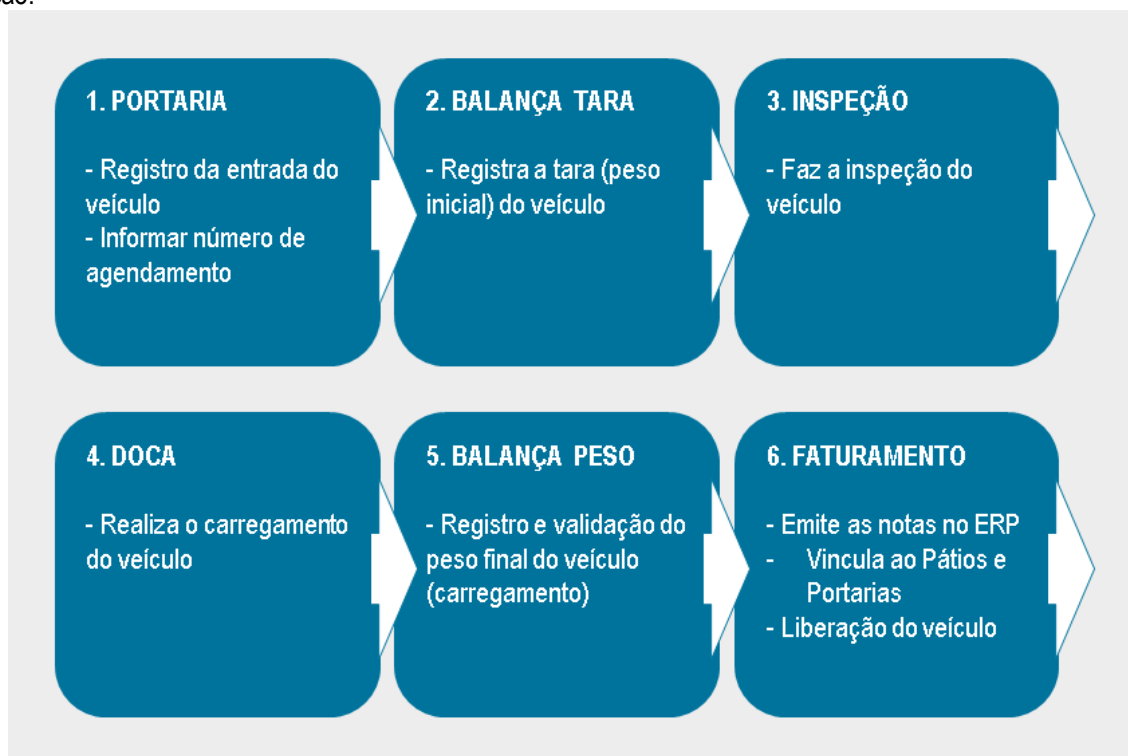 ão.
1. PORTARIA
- Registro da entrada do
veículo
- Informar número de
agendamento
2. BALANÇA TARA
- Registra a tara (peso
inicial) do veículo
3. INSPEÇÃO
- Faz a inspeção do
veículo
4. DOCA
- Realiza o carregamento
do veículo
5. BALANÇA PESO
- Registro e validação do
peso final do veículo
(carregamento)
6. FATURAMENTO
- Emite as notas no ERP
- Vincula ao Pátios e
Portarias
- Liberação do veículo